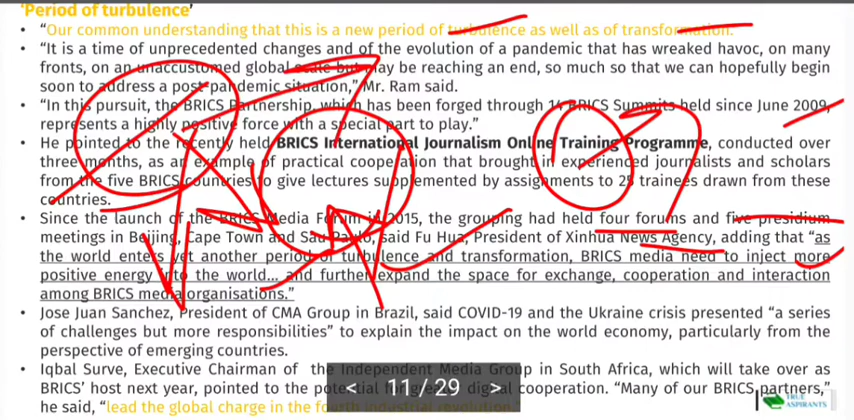 ‘Period of turbulence’
• “Our common understanding that this is a new period of turbulence as well as of transformation.”
• “It is a time of unprecedented changes and of the evolution of a pandemic that has wreaked havoc, on many
fronts, on an unaccustomed global scale but may be reaching an end, so much so that we can hopefully begin
soon to address a post-pandemic situation,” Mr. Ram said.
• “In this pursuit, the BRICS Partnership, which has been forged through 14 BRICS Summits held since June 2009,
represents a highly positive force with a special part to play.”
• He pointed to the recently held BRICS International Journalism Online Training Programme, conducted over
three months, as an example of practical cooperation that brought in experienced journalists and scholars
from the five BRICS countries to give lectures supplemented by assignments to 25 trainees drawn from these
countries.
• Since the launch of the BRICS Media Forum in 2015, the grouping had held four forums and five presidium
meetings in Beijing, Cape Town and Sao Paulo, said Fu Hua, President of Xinhua News Agency, adding that “as
the world enters yet another period of turbulence and transformation, BRICS media need to inject more
positive energy into the world... and further expand the space for exchange, cooperation and interaction
among BRICS media organisations.”
• Jose Juan Sanchez, President of CMA Group in Brazil, said COVID-19 and the Ukraine crisis presented “a series
of challenges but more responsibilities” to explain the impact on the world economy, particularly from the
perspective of emerging countries.
• Iqbal Surve, Executive Chairman of the Independent Media Group in South Africa, which will take over as
BRICS’ host next year, pointed to the potential for greater digital cooperation. “Many of our BRICS partners,”
he said, “lead the global charge in the fourth industrial revolution.”
< 11 / 29 >
TRUE
ASPIRANTS